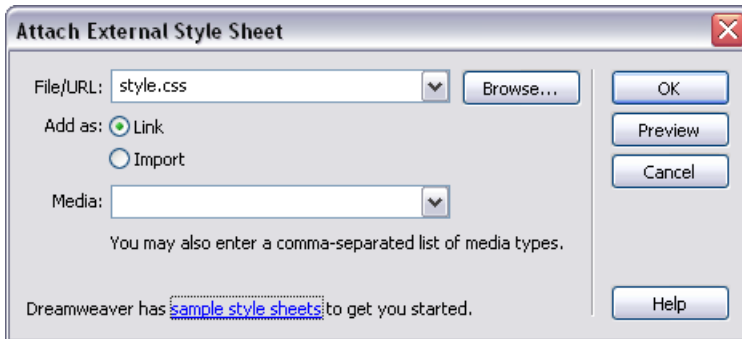 Attach External Style Sheet
File/URL: style.css Browse... OK
Add as: Link Preview
Import Cancel
Media:
You may also enter a comma-separated list of media types.
Dreamweaver has sample style sheets to get you started. Help